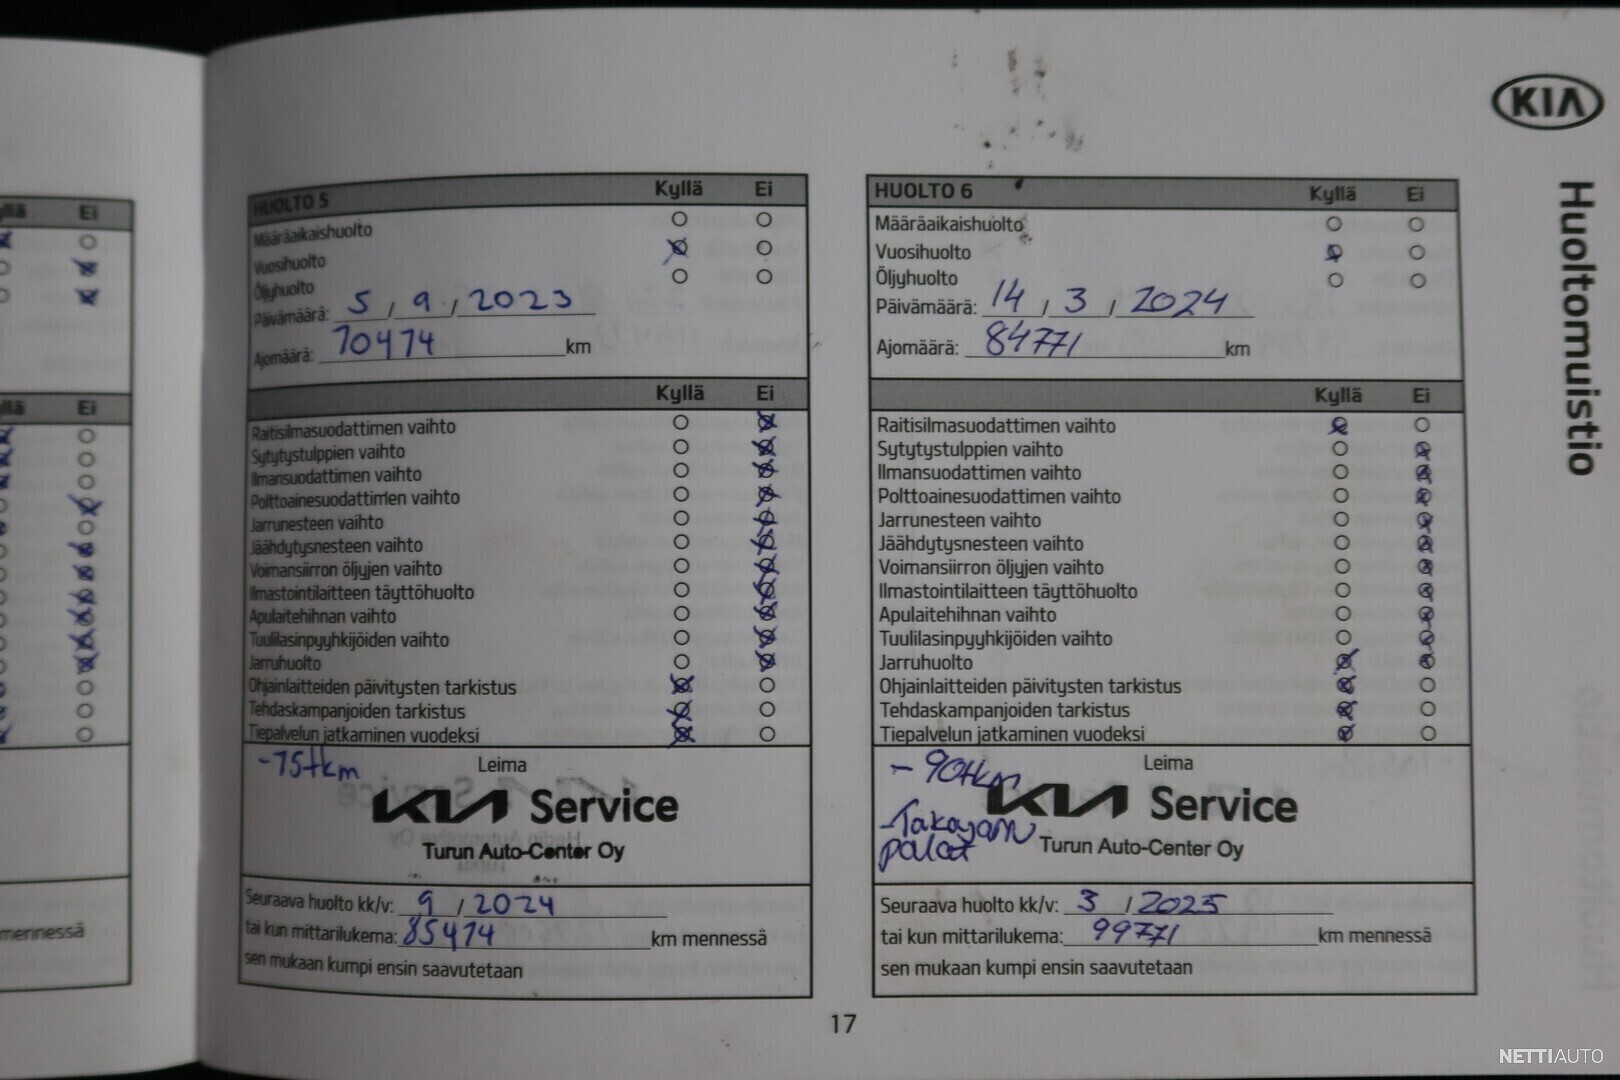 KIA
Huoltomuistio
Ei
Ei
mennessä
HUOLTO 5 Kyllä Ei
Määräaikaishuolto
Vuosihuolto
Öljyhuolto
Päivämäärä: 5 / 9 / 2023
Ajomäärä: 70474 km
Kyllä Ei
Raitisilmasuodattimen vaihto
Sytytystulppien vaihto
Ilmansuodattimen vaihto
Polttoainesuodattimen vaihto
Jarrunesteen vaihto
Jäähdytysnesteen vaihto
Voimansiirron öljyjen vaihto
Ilmastointilaitteen täyttöhuolto
Apulaitehihnan vaihto
Tuulilasinpyyhkijöiden vaihto
Jarruhuolto
Ohjainlaitteiden päivitysten tarkistus
Tehdaskampanjoiden tarkistus
Tiepalvelun jatkaminen vuodeksi
-75tkm
Leima
KIA Service
Turun Auto-Center Oy
Seuraava huolto kk/v: 9 / 2024
tai kun mittarilukema: 85474 km mennessä
sen mukaan kumpi ensin saavutetaan
HUOLTO 6 Kyllä Ei
Määräaikaishuolto
Vuosihuolto
Öljyhuolto
Päivämäärä: 14 / 3 / 2024
Ajomäärä: 84771 km
Kyllä Ei
Raitisilmasuodattimen vaihto
Sytytystulppien vaihto
Ilmansuodattimen vaihto
Polttoainesuodattimen vaihto
Jarrunesteen vaihto
Jäähdytysnesteen vaihto
Voimansiirron öljyjen vaihto
Ilmastointilaitteen täyttöhuolto
Apulaitehihnan vaihto
Tuulilasinpyyhkijöiden vaihto
Jarruhuolto
Ohjainlaitteiden päivitysten tarkistus
Tehdaskampanjoiden tarkistus
Tiepalvelun jatkaminen vuodeksi
- 90tkm
Leima
KIA Service
-Takajarru
palat
Turun Auto-Center Oy
Seuraava huolto kk/v: 3 / 2025
tai kun mittarilukema: 99771 km mennessä
sen mukaan kumpi ensin saavutetaan
17
NETTIAUTO